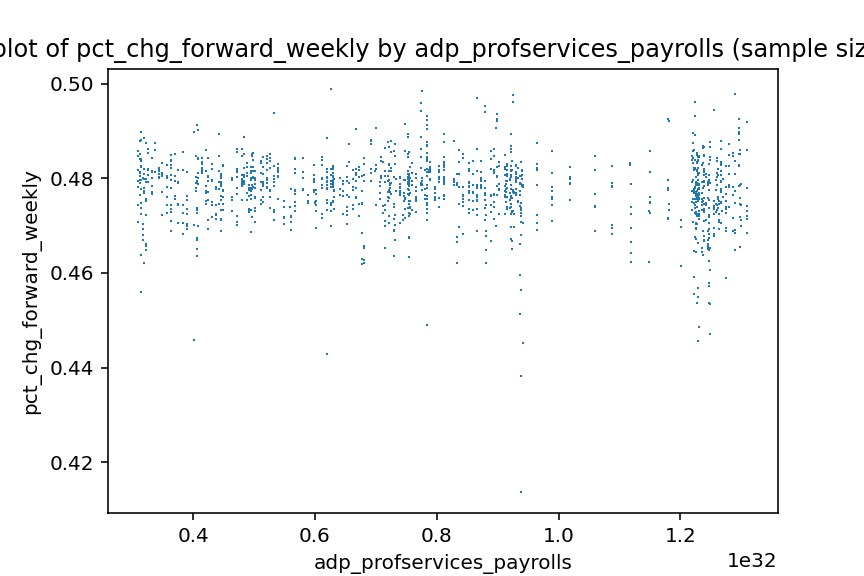 plot of pct_chg_forward_weekly by adp_profservices_payrolls (sample siz
0.50
0.48
0.46
0.44
0.42
pct_chg_forward_weekly
0.4 0.6 0.8 1.0 1.2
adp_profservices_payrolls
1e32